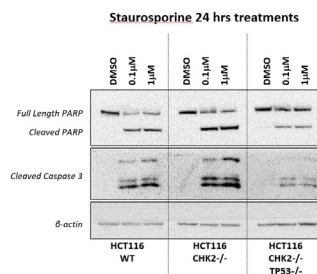 Staurosporine 24 hrs treatments
DMSO 0.1µM 1µM DMSO 0.1µM 1µM DMSO 0.1µM 1µM
Full Length PARP
Cleaved PARP
Cleaved Caspase 3
β-actin
HCT116 WT
HCT116 CHK2-/-
HCT116 CHK2-/- TP53-/-